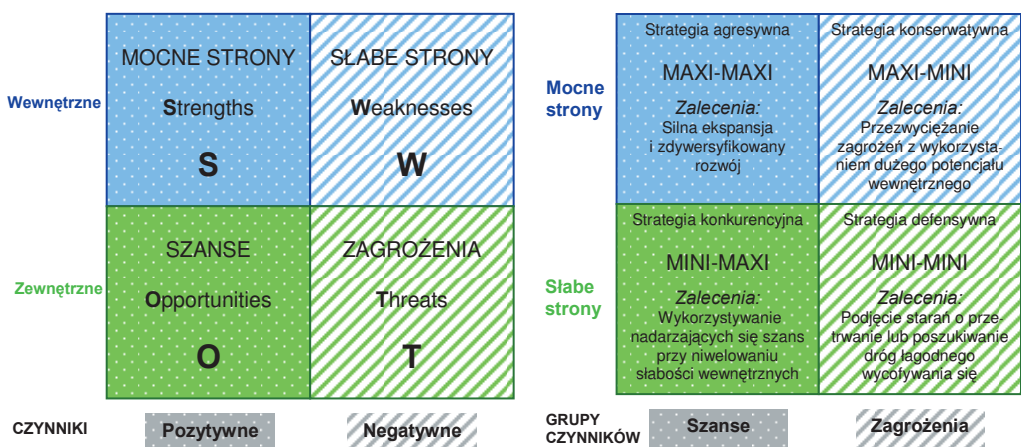 MOCNE STRONY
SŁABE STRONY
Wewnętrzne
Strengths
Weaknesses
S
W
SZANSE
ZAGROŻENIA
Zewnętrzne
Opportunities
Threats
O
T
CZYNNIKI
Pozytywne
Negatywne
Strategia agresywna
Strategia konserwatywna
MAXI-MAXI
MAXI-MINI
Mocne
strony
Zalecenia:
Silna ekspansja
i zdywersyfikowany
rozwój
Zalecenia:
Przezwyciężanie
zagrożeń z wykorzysta-
niem dużego potencjału
wewnętrznego
Strategia konkurencyjna
Strategia defensywna
MINI-MAXI
MINI-MINI
Słabe
strony
Zalecenia:
Wykorzystywanie
nadarzających się szans
przy niwelowaniu
słabości wewnętrznych
Zalecenia:
Podjęcie starań o prze-
trwanie lub poszukiwanie
dróg łagodnego
wycofywania się
GRUPY
CZYNNIKÓW
Szanse
Zagrożenia